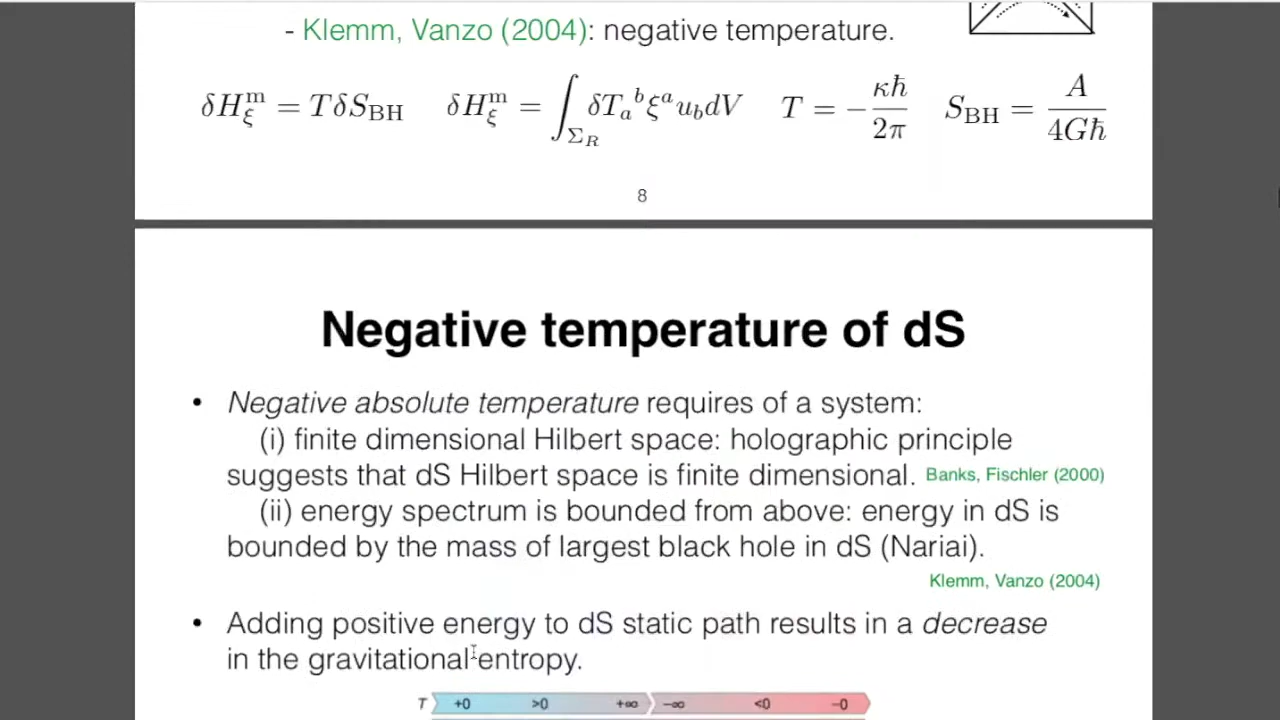 - Klemm, Vanzo (2004): negative temperature.
δH_ξ^m = TδS_BH   δH_ξ^m = ∫_{Σ_R} δT_a^b ξ^a u_b dV   T = −κħ/2π   S_BH = A/4Għ
8
Negative temperature of dS
• Negative absolute temperature requires of a system:
(i) finite dimensional Hilbert space: holographic principle
suggests that dS Hilbert space is finite dimensional. Banks, Fischler (2000)
(ii) energy spectrum is bounded from above: energy in dS is
bounded by the mass of largest black hole in dS (Nariai).
Klemm, Vanzo (2004)
• Adding positive energy to dS static path results in a decrease
in the gravitational entropy.
T +0 >0 +∞ −∞ <0 −0